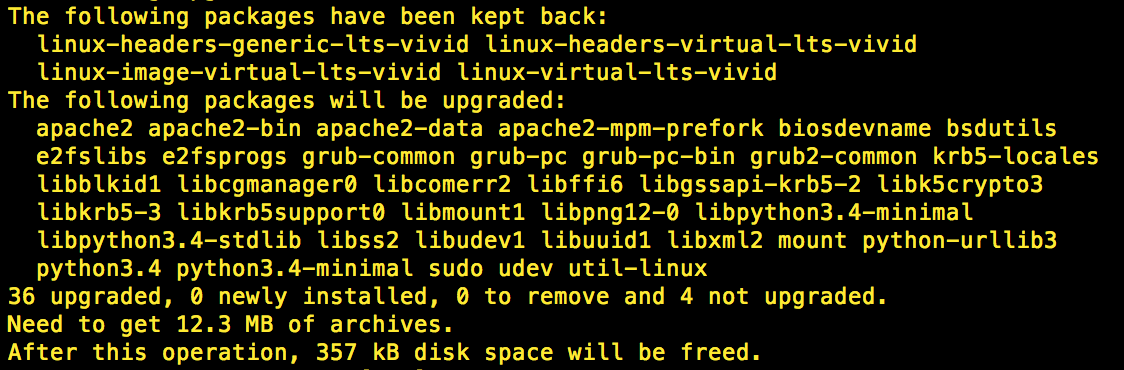 The following packages have been kept back:
linux-headers-generic-lts-vivid linux-headers-virtual-lts-vivid
linux-image-virtual-lts-vivid linux-virtual-lts-vivid
The following packages will be upgraded:
apache2 apache2-bin apache2-data apache2-mpm-prefork biosdevname bsdutils
e2fslibs e2fsprogs grub-common grub-pc grub-pc-bin grub2-common krb5-locales
libblkid1 libcgmanager0 libcomerr2 libffi6 libgssapi-krb5-2 libk5crypto3
libkrb5-3 libkrb5support0 libmount1 libpng12-0 libpython3.4-minimal
libpython3.4-stdlib libss2 libudev1 libuuid1 libxml2 mount python-urllib3
python3.4 python3.4-minimal sudo udev util-linux
36 upgraded, 0 newly installed, 0 to remove and 4 not upgraded.
Need to get 12.3 MB of archives.
After this operation, 357 kB disk space will be freed.